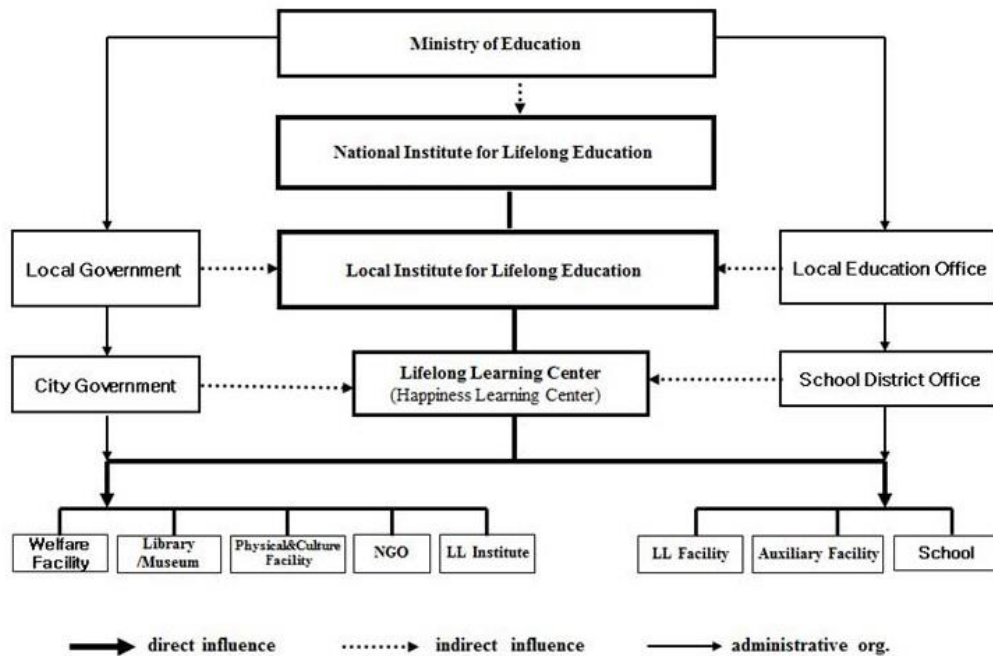 Ministry of Education
National Institute for Lifelong Education
Local Government
Local Institute for Lifelong Education
Local Education Office
City Government
Lifelong Learning Center
(Happiness Learning Center)
School District Office
Welfare
Facility
Library
/Museum
Physical&Culture
Facility
NGO
LL Institute
LL Facility
Auxiliary Facility
School
direct influence
indirect influence
administrative org.